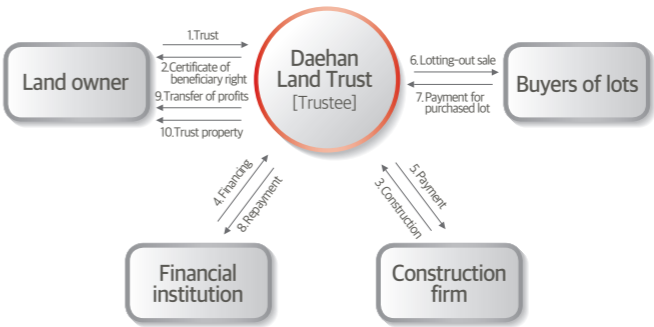 1.Trust
Land owner
2.Certificate of
beneficiary right
9.Transfer of profits
10.Trust property
Daehan
Land Trust
[Trustee]
6.Lotting-out sale
7.Payment for
purchased lot
Buyers of lots
4.Financing
8.Repayment
5.Payment
3.Construction
Financial
institution
Construction
firm